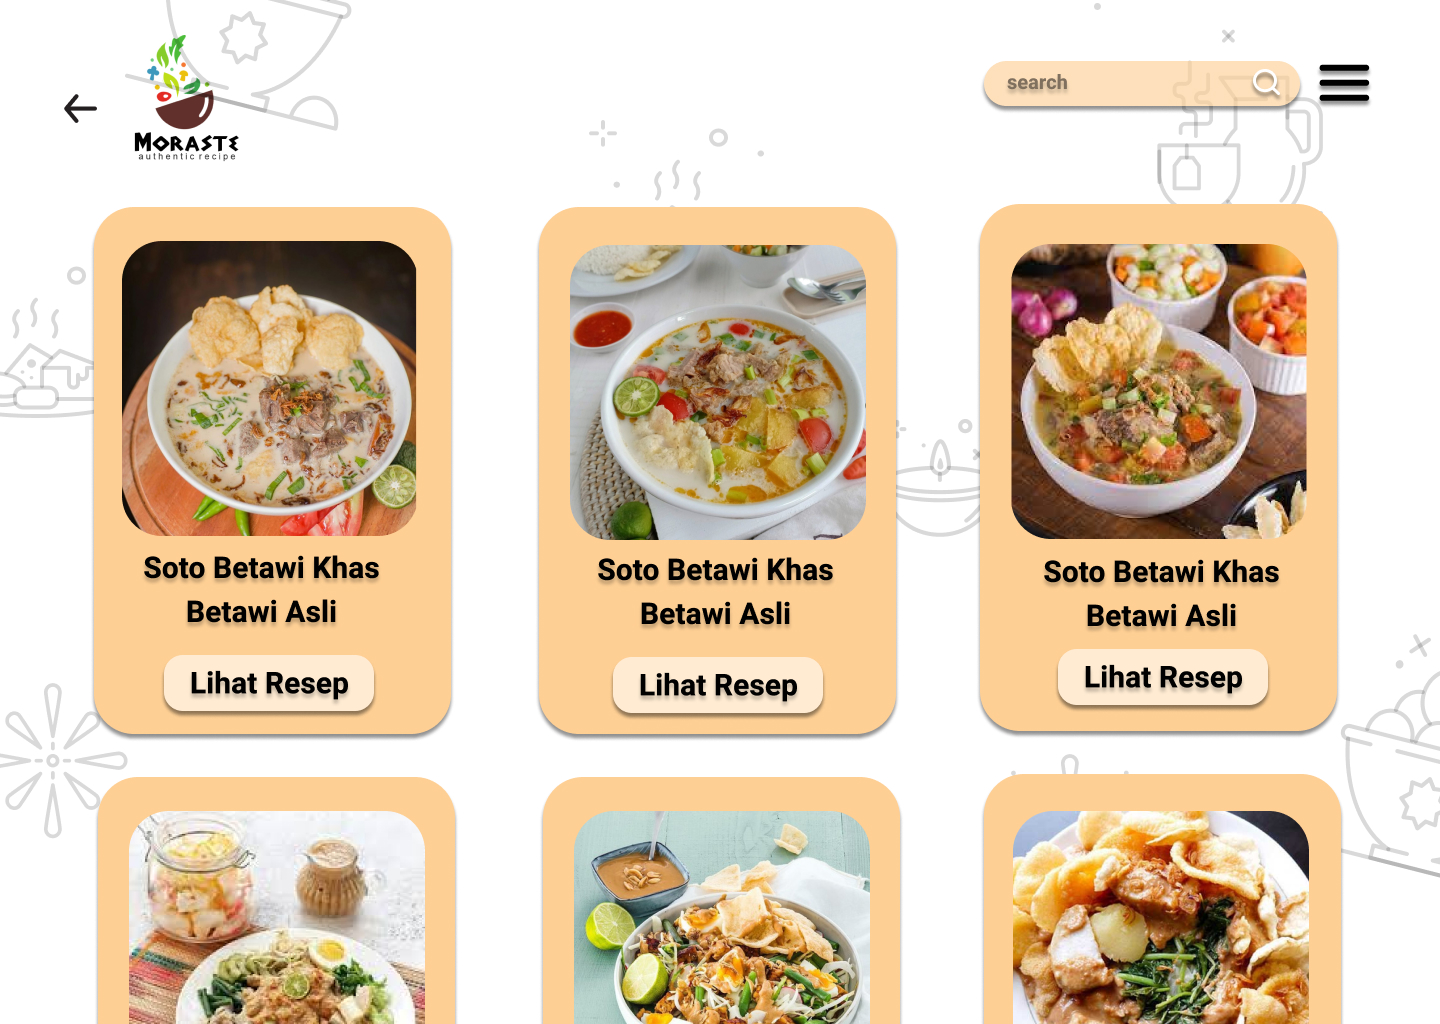 MORASTE
authentic recipe
search
Soto Betawi Khas
Betawi Asli
Lihat Resep
Soto Betawi Khas
Betawi Asli
Lihat Resep
Soto Betawi Khas
Betawi Asli
Lihat Resep